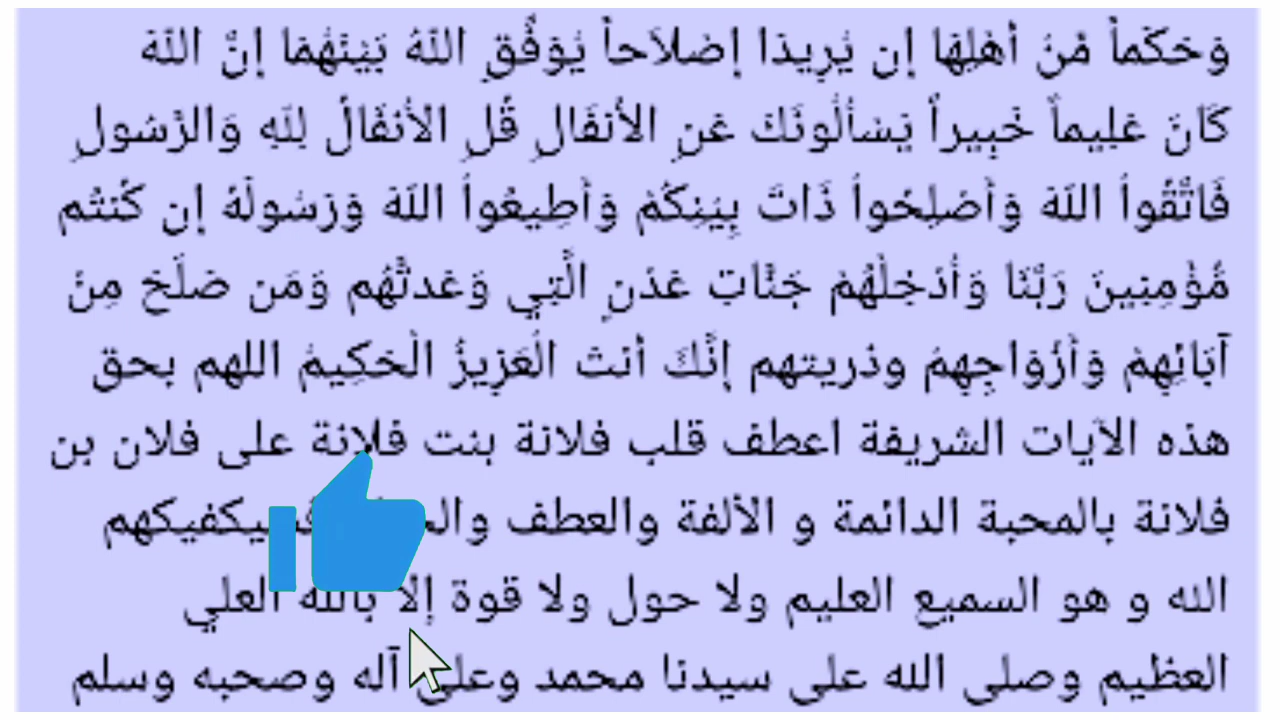 وَحَكَماً مِّنْ أَهْلِهَا إِن يُرِيدَا إِصْلاَحاً يُوَفِّقِ اللّهُ بَيْنَهُمَا إِنَّ اللّهَ
كَانَ عَلِيماً خَبِيراً يَسْأَلُونَكَ عَنِ الأَنفَالِ قُلِ الأَنفَالُ لِلّهِ وَالرَّسُولِ
فَاتَّقُواْ اللّهَ وَأَصْلِحُواْ ذَاتَ بِيْنِكُمْ وَأَطِيعُواْ اللّهَ وَرَسُولَهُ إِن كُنتُم
مُّؤْمِنِينَ رَبَّنَا وَأَدْخِلْهُمْ جَنَّاتِ عَدْنٍ الَّتِي وَعَدتَّهُم وَمَن صَلَحَ مِنْ
آبَائِهِمْ وَأَزْوَاجِهِمْ وذريتهم إِنَّكَ أَنتَ الْعَزِيزُ الْحَكِيمُ اللهم بحق
هذه الآيات الشريفة اعطف قلب فلانة بنت فلانة على فلان بن
فلانة بالمحبة الدائمة و الألفة والعطف
الله و هو السميع العليم ولا حول ولا قوة إلا بالله العلي
العظيم وصلى الله على سيدنا محمد وعلى آله وصحبه وسلم